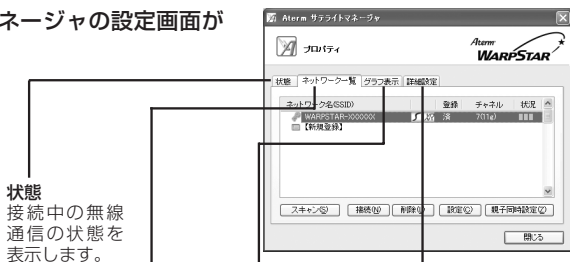 ネージャの設定画面が
Aterm サテライトマネージャ
プロパティ
Aterm
WARPSTAR
状態 ネットワーク一覧 グラフ表示 詳細設定
ネットワーク名(SSID) 登録 チャネル 状況
WARPSTAR-XXXXXX 済 7(11g)
【新規登録】
スキャン(S) 接続(N) 削除(D) 設定(C) 親子同時設定(Z)
閉じる
状態
接続中の無線
通信の状態を
表示します。